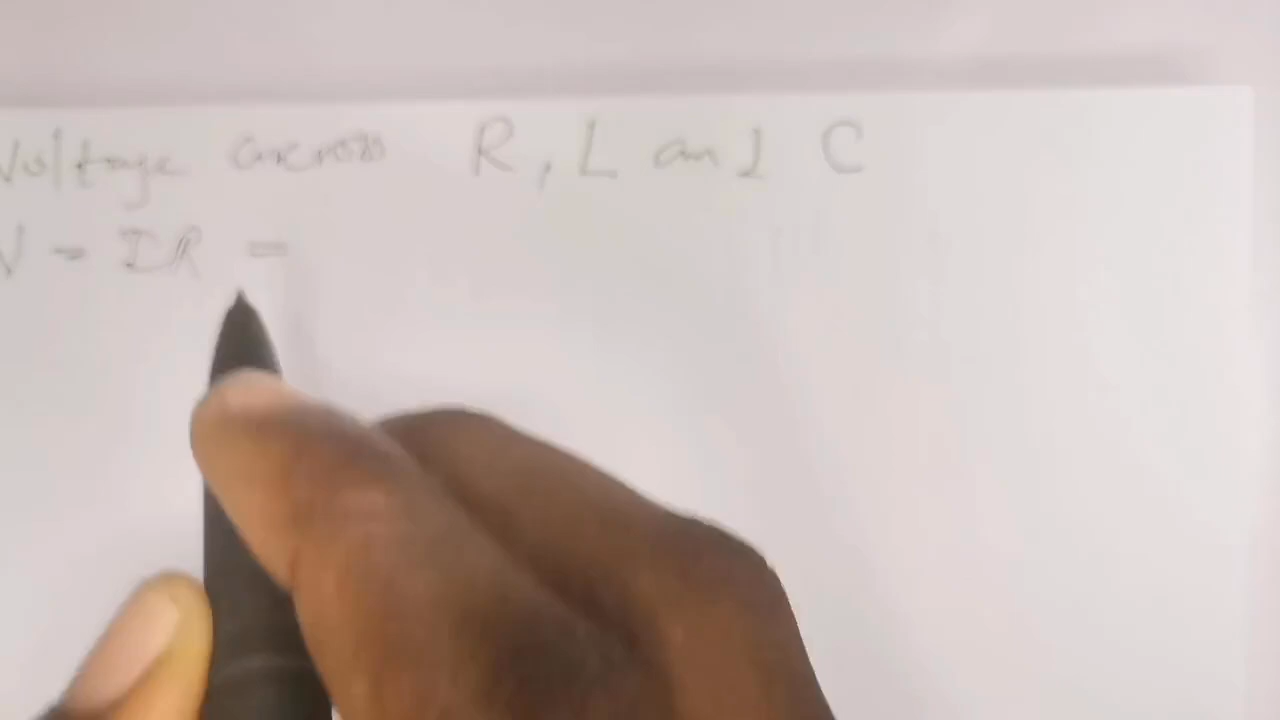 Voltage across R, L and C
V = IR =